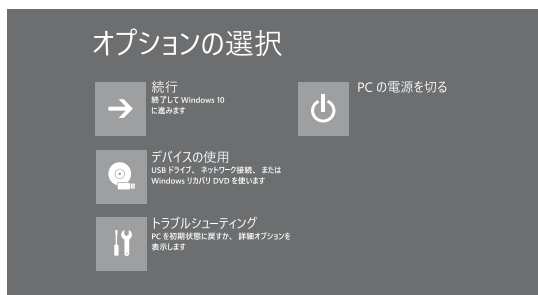 オプションの選択
続行
終了して Windows 10
に進みます
PC の電源を切る
デバイスの使用
USB ドライブ、ネットワーク接続、または
Windows リカバリ DVD を使います
トラブルシューティング
PC を初期状態に戻すか、詳細オプションを
表示します